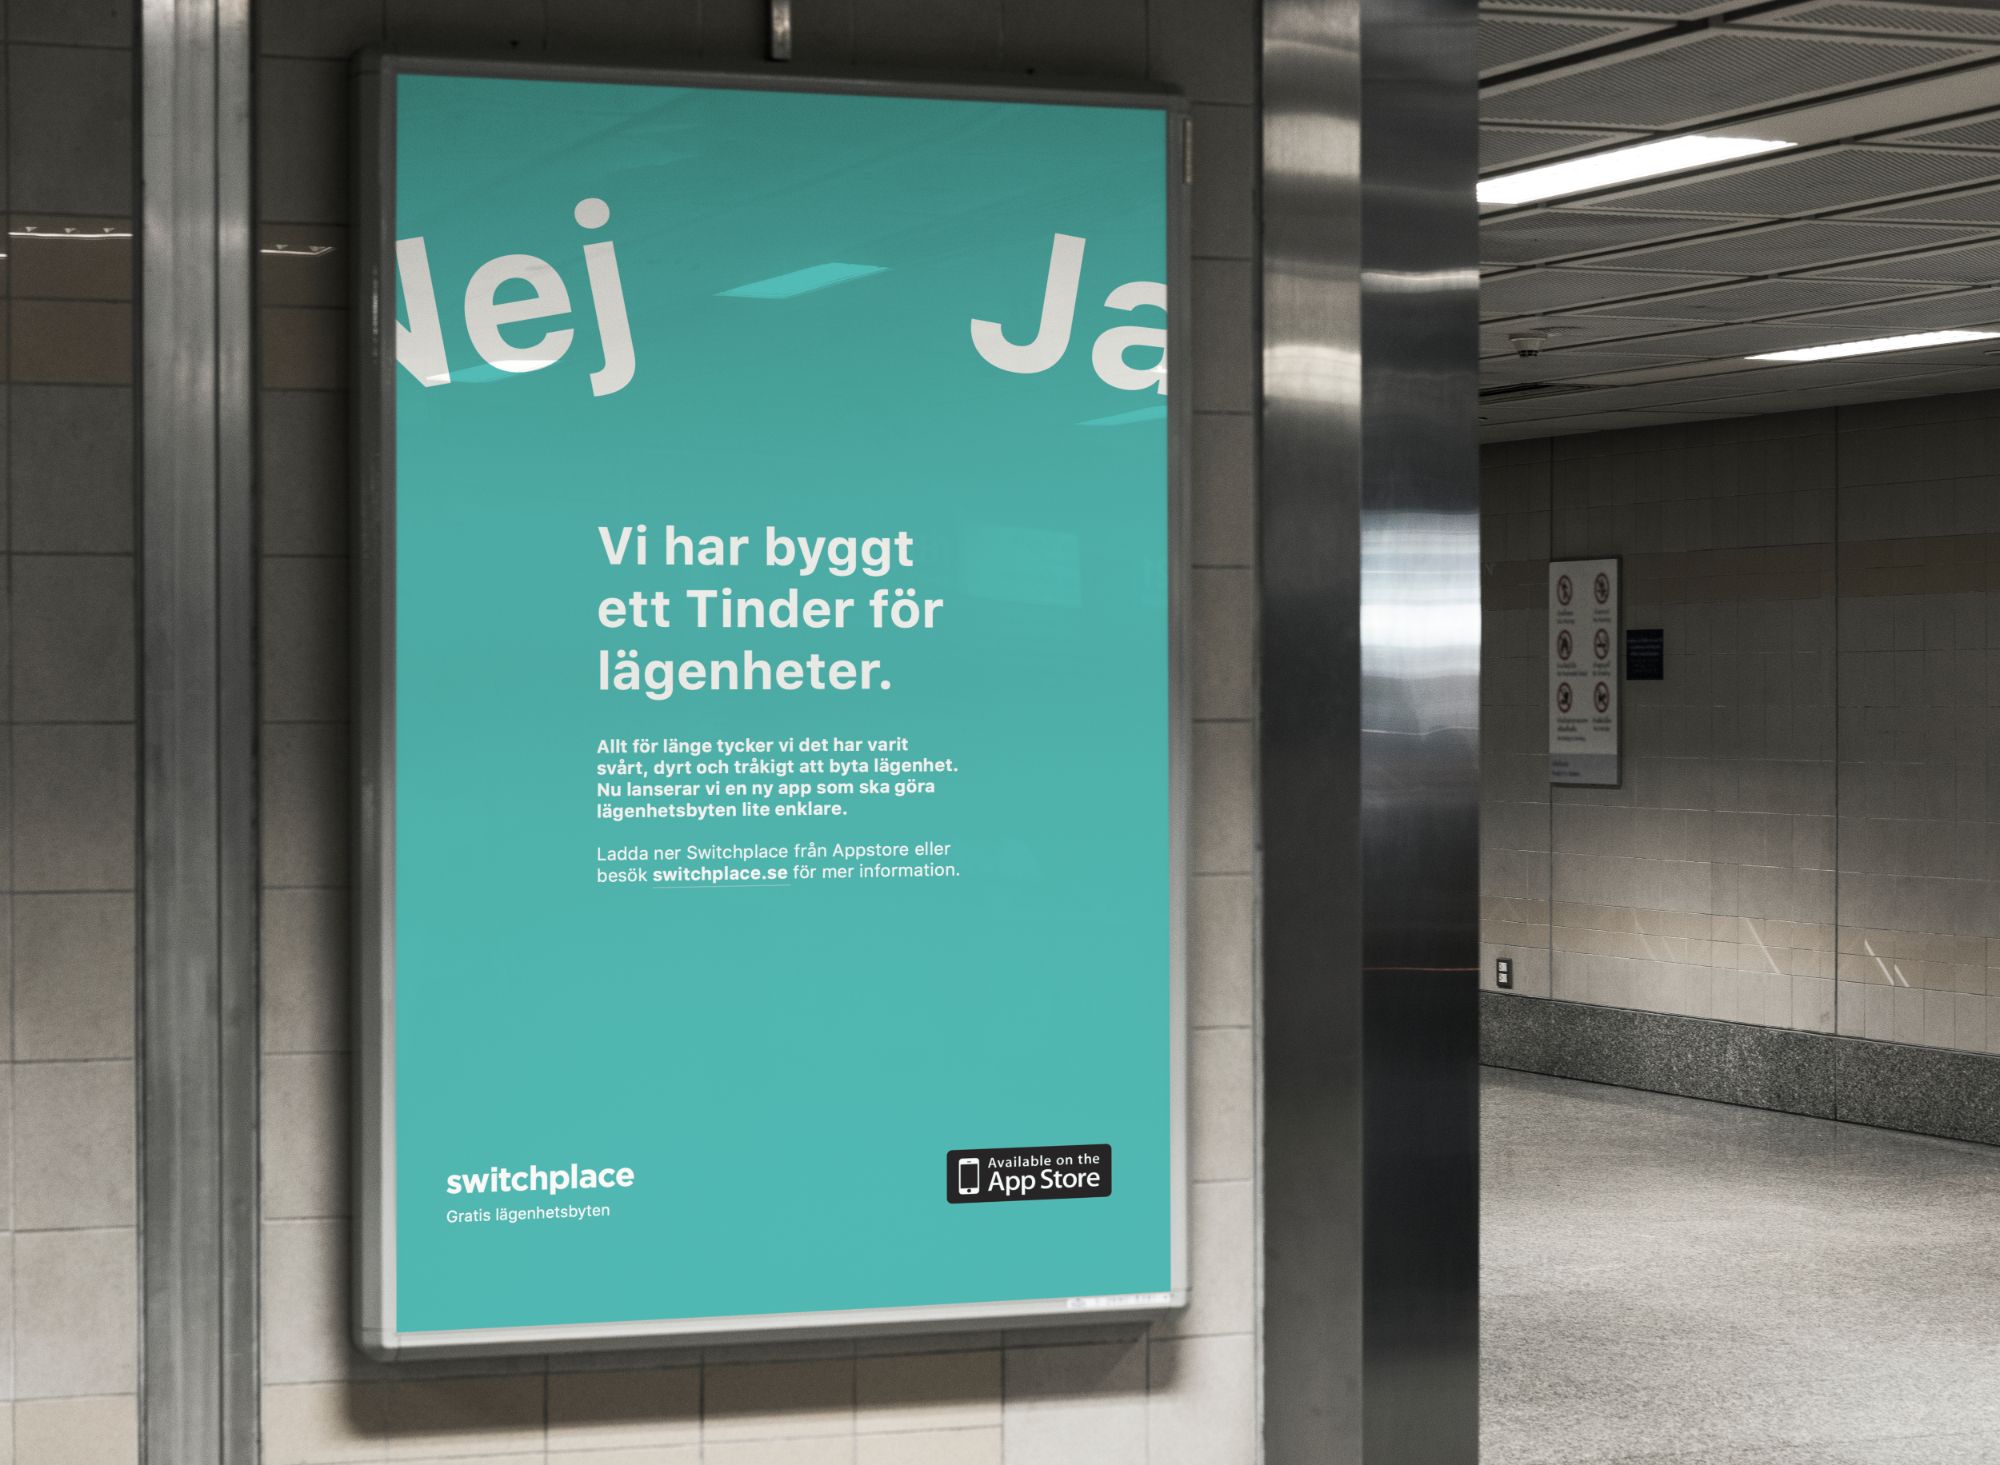 Nej
Ja
Vi har byggt
ett Tinder för
lägenheter.
Allt för länge tycker vi det har varit
svårt, dyrt och tråkigt att byta lägenhet.
Nu lanserar vi en ny app som ska göra
lägenhetsbyten lite enklare.
Ladda ner Switchplace från Appstore eller
besök switchplace.se för mer information.
switchplace
Gratis lägenhetsbyten
Available on the
App Store